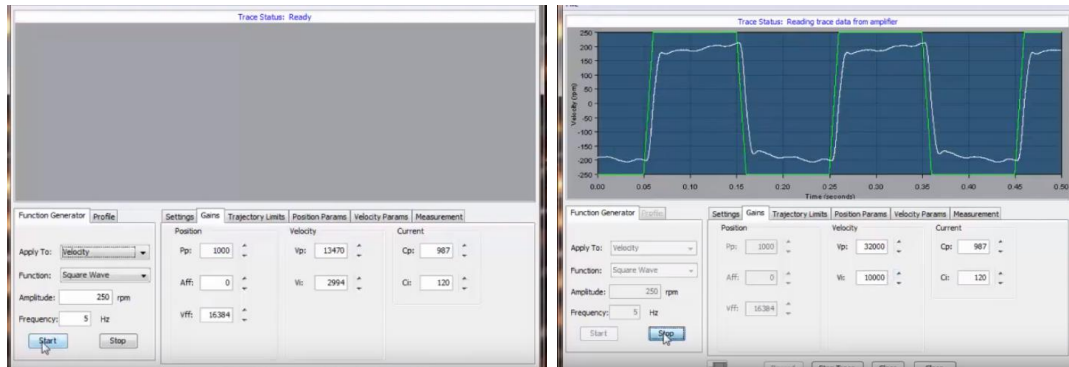 Trace Status: Ready
Function Generator Profile
Settings Gains Trajectory Limits Position Params Velocity Params Measurement
Position Velocity Current
Apply To: Velocity
Pp: 1000 Vp: 13470 Cp: 987
Function: Square Wave
Aff: 0 Vi: 2994 Ci: 120
Amplitude: 250 rpm
Frequency: 5 Hz
Vff: 16384
Start Stop
Trace Status: Reading trace data from amplifier
250
200
150
100
50
0
-50
-100
-150
-200
-250
Velocity (rpm)
0.00 0.05 0.10 0.15 0.20 0.25 0.30 0.35 0.40 0.45 0.50
Time (seconds)
Function Generator Profile
Settings Gains Trajectory Limits Position Params Velocity Params Measurement
Position Velocity Current
Apply To: Velocity
Pp: 1000 Vp: 32000 Cp: 987
Function: Square Wave
Aff: 0 Vi: 10000 Ci: 120
Amplitude: 250 rpm
Frequency: 5 Hz
Vff: 16384
Start Stop